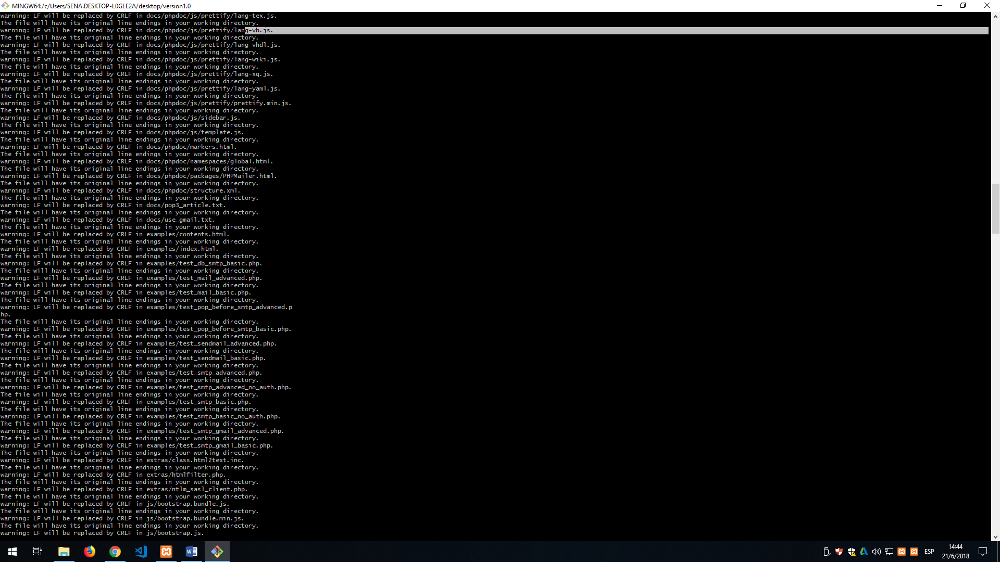 MINGW64:/c/Users/SENA.DESKTOP-L0GLE2A/desktop/version1.0
warning: LF will be replaced by CRLF in docs/phpdoc/js/prettify/lang-tex.js.
The file will have its original line endings in your working directory.
warning: LF will be replaced by CRLF in docs/phpdoc/js/prettify/lang-vb.js.
The file will have its original line endings in your working directory.
warning: LF will be replaced by CRLF in docs/phpdoc/js/prettify/lang-vhdl.js.
The file will have its original line endings in your working directory.
warning: LF will be replaced by CRLF in docs/phpdoc/js/prettify/lang-wiki.js.
The file will have its original line endings in your working directory.
warning: LF will be replaced by CRLF in docs/phpdoc/js/prettify/lang-xq.js.
The file will have its original line endings in your working directory.
warning: LF will be replaced by CRLF in docs/phpdoc/js/prettify/lang-yaml.js.
The file will have its original line endings in your working directory.
warning: LF will be replaced by CRLF in docs/phpdoc/js/prettify/prettify.min.js.
The file will have its original line endings in your working directory.
warning: LF will be replaced by CRLF in docs/phpdoc/js/sidebar.js.
The file will have its original line endings in your working directory.
warning: LF will be replaced by CRLF in docs/phpdoc/js/template.js.
The file will have its original line endings in your working directory.
warning: LF will be replaced by CRLF in docs/phpdoc/markers.html.
The file will have its original line endings in your working directory.
warning: LF will be replaced by CRLF in docs/phpdoc/namespaces/global.html.
The file will have its original line endings in your working directory.
warning: LF will be replaced by CRLF in docs/phpdoc/packages/PHPMailer.html.
The file will have its original line endings in your working directory.
warning: LF will be replaced by CRLF in docs/phpdoc/structure.xml.
The file will have its original line endings in your working directory.
warning: LF will be replaced by CRLF in docs/pop3_article.txt.
The file will have its original line endings in your working directory.
warning: LF will be replaced by CRLF in docs/use_gmail.txt.
The file will have its original line endings in your working directory.
warning: LF will be replaced by CRLF in examples/contents.html.
The file will have its original line endings in your working directory.
warning: LF will be replaced by CRLF in examples/index.html.
The file will have its original line endings in your working directory.
warning: LF will be replaced by CRLF in examples/test_db_smtp_basic.php.
The file will have its original line endings in your working directory.
warning: LF will be replaced by CRLF in examples/test_mail_advanced.php.
The file will have its original line endings in your working directory.
warning: LF will be replaced by CRLF in examples/test_mail_basic.php.
The file will have its original line endings in your working directory.
warning: LF will be replaced by CRLF in examples/test_pop_before_smtp_advanced.p
hp.
The file will have its original line endings in your working directory.
warning: LF will be replaced by CRLF in examples/test_pop_before_smtp_basic.php.
The file will have its original line endings in your working directory.
warning: LF will be replaced by CRLF in examples/test_sendmail_advanced.php.
The file will have its original line endings in your working directory.
warning: LF will be replaced by CRLF in examples/test_sendmail_basic.php.
The file will have its original line endings in your working directory.
warning: LF will be replaced by CRLF in examples/test_smtp_advanced.php.
The file will have its original line endings in your working directory.
warning: LF will be replaced by CRLF in examples/test_smtp_advanced_no_auth.php.
The file will have its original line endings in your working directory.
warning: LF will be replaced by CRLF in examples/test_smtp_basic.php.
The file will have its original line endings in your working directory.
warning: LF will be replaced by CRLF in examples/test_smtp_basic_no_auth.php.
The file will have its original line endings in your working directory.
warning: LF will be replaced by CRLF in examples/test_smtp_gmail_advanced.php.
The file will have its original line endings in your working directory.
warning: LF will be replaced by CRLF in examples/test_smtp_gmail_basic.php.
The file will have its original line endings in your working directory.
warning: LF will be replaced by CRLF in extras/class.html2text.inc.
The file will have its original line endings in your working directory.
warning: LF will be replaced by CRLF in extras/htmlfilter.php.
The file will have its original line endings in your working directory.
warning: LF will be replaced by CRLF in extras/ntlm_sasl_client.php.
The file will have its original line endings in your working directory.
warning: LF will be replaced by CRLF in js/bootstrap.bundle.js.
The file will have its original line endings in your working directory.
warning: LF will be replaced by CRLF in js/bootstrap.bundle.min.js.
The file will have its original line endings in your working directory.
warning: LF will be replaced by CRLF in js/bootstrap.js.
ESP
14:44
21/6/2018